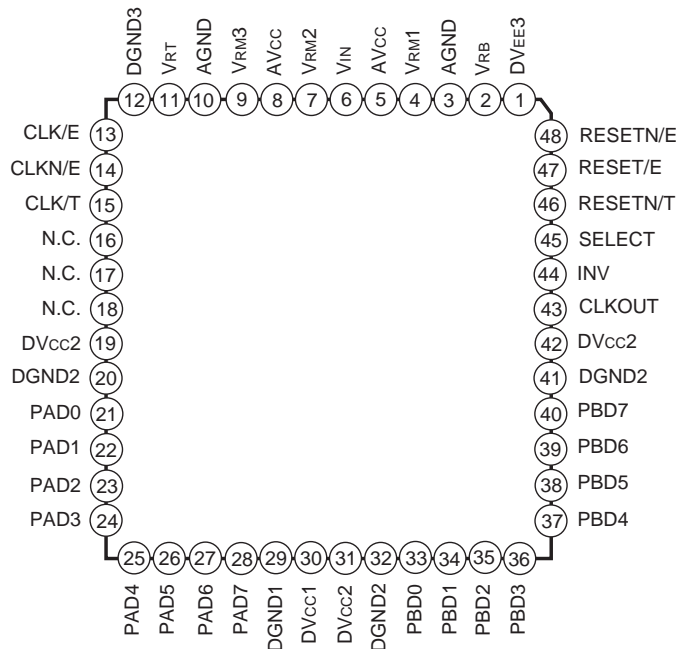 DGND3
VRT
AGND
VRM3
AVCC
VRM2
VIN
AVCC
VRM1
AGND
VRB
DVEE3
12 11 10 9 8 7 6 5 4 3 2 1
CLK/E 13
CLKN/E 14
CLK/T 15
N.C. 16
N.C. 17
N.C. 18
DVCC2 19
DGND2 20
PAD0 21
PAD1 22
PAD2 23
PAD3 24
48 RESETN/E
47 RESET/E
46 RESETN/T
45 SELECT
44 INV
43 CLKOUT
42 DVCC2
41 DGND2
40 PBD7
39 PBD6
38 PBD5
37 PBD4
25 26 27 28 29 30 31 32 33 34 35 36
PAD4
PAD5
PAD6
PAD7
DGND1
DVCC1
DVCC2
DGND2
PBD0
PBD1
PBD2
PBD3